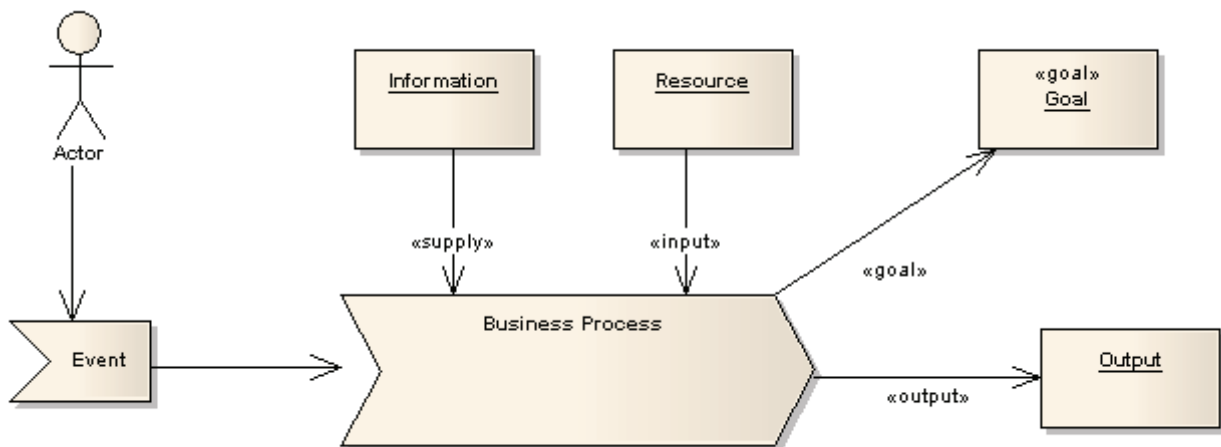 Actor
Information
Resource
«goal»
Goal
«supply»
«input»
«goal»
Event
Business Process
Output
«output»